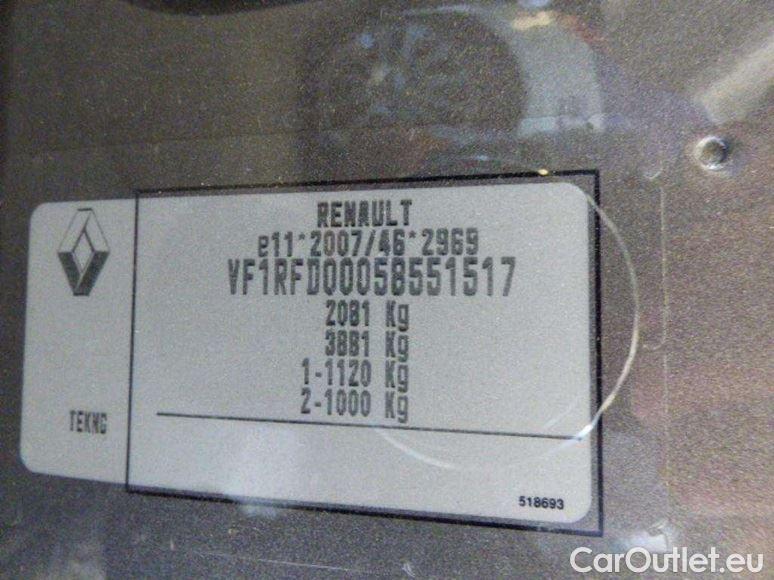 RENAULT
e11*2007/46*2969
VF1RFD00058551517
2081 Kg
3881 Kg
1-1120 Kg
2-1000 Kg
TEKNG
518693
CarOutlet.eu